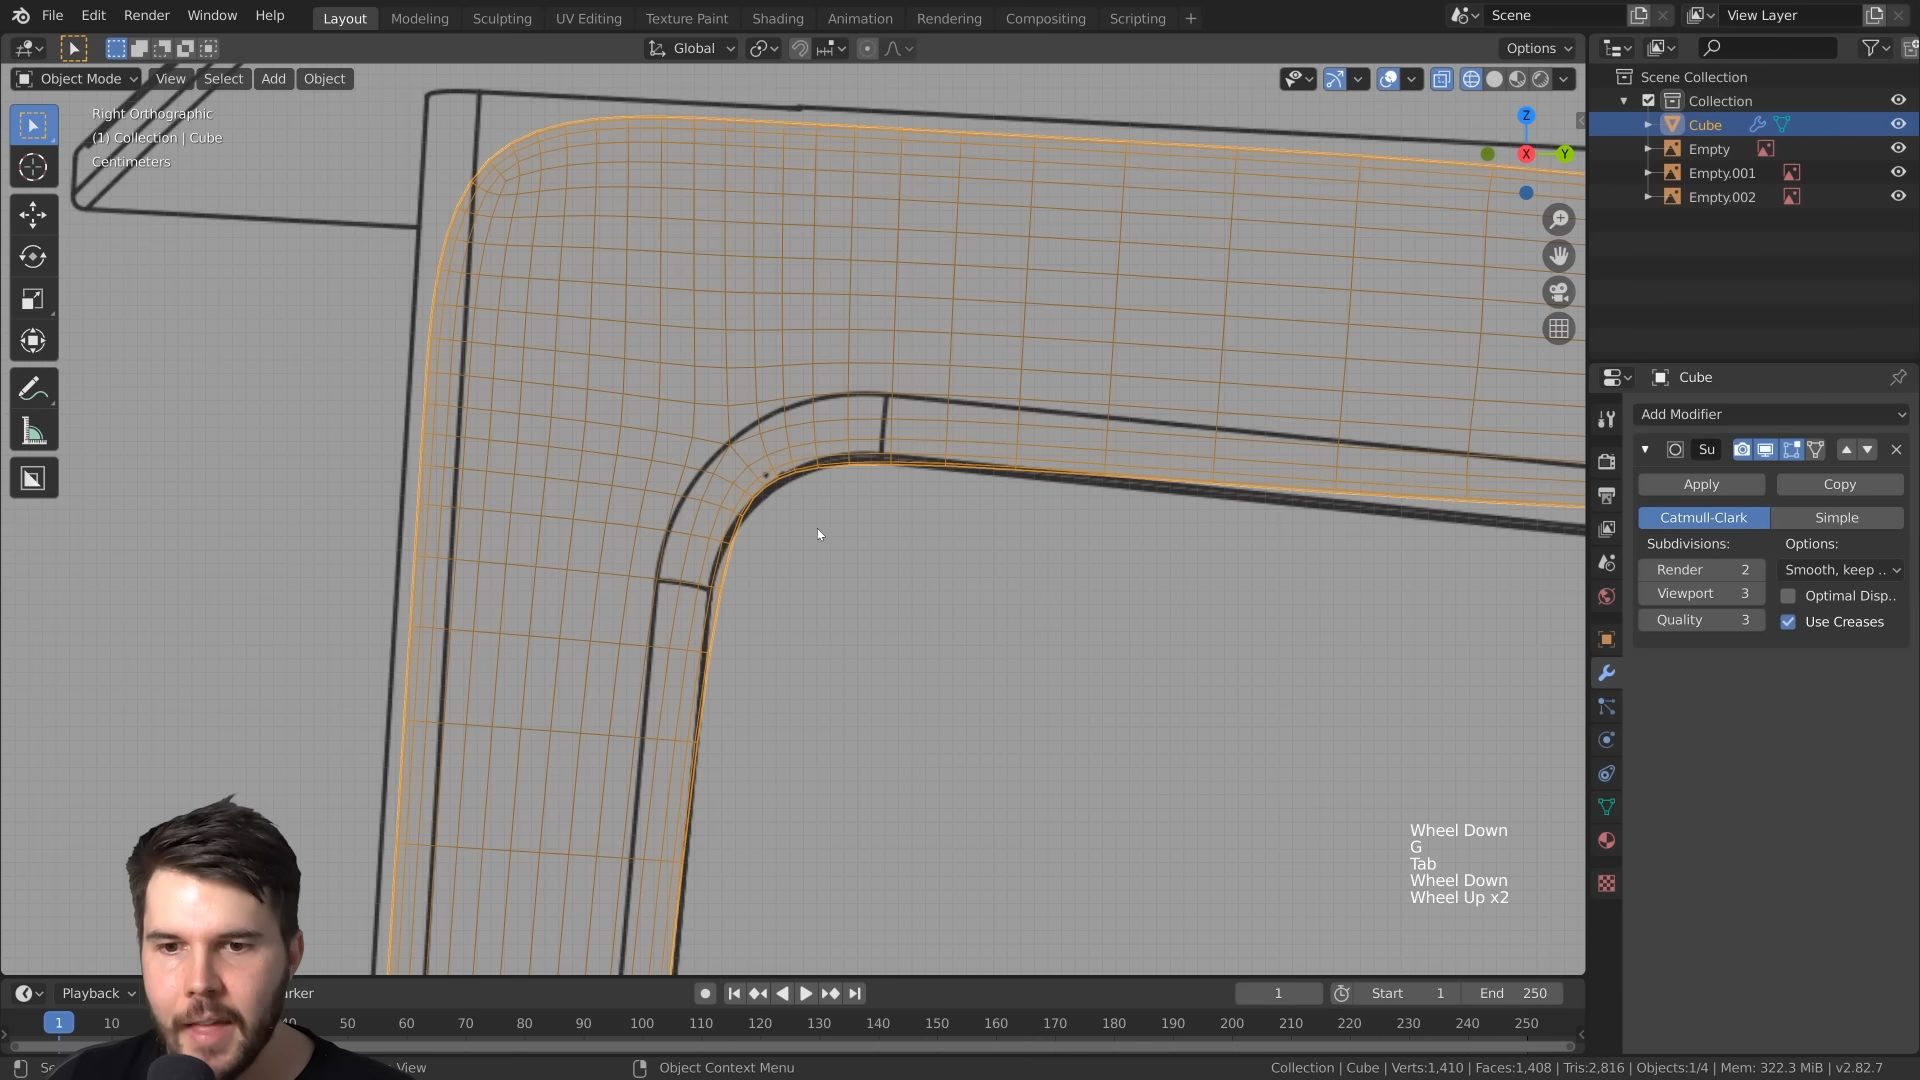 File Edit Render Window Help Layout Modeling Sculpting UV Editing Texture Paint Shading Animation Rendering Compositing Scripting + Scene View Layer
Global Options
Object Mode View Select Add Object
Right Orthographic
(1) Collection | Cube
Centimeters
Z
X
Y
Scene Collection
Collection
Cube
Empty
Empty.001
Empty.002
Cube
Add Modifier
Su
Apply Copy
Catmull-Clark Simple
Subdivisions: Options:
Render 2 Smooth, keep ..
Viewport 3 Optimal Disp..
Quality 3 Use Creases
Wheel Down
G
Tab
Wheel Down
Wheel Up x2
Playback arker 1 Start 1 End 250
1 10 40 50 60 70 80 90 100 110 120 130 140 150 160 170 180 190 200 210 220 230 240 250
Se View Object Context Menu Collection | Cube | Verts:1,410 | Faces:1,408 | Tris:2,816 | Objects:1/4 | Mem: 322.3 MiB | v2.82.7